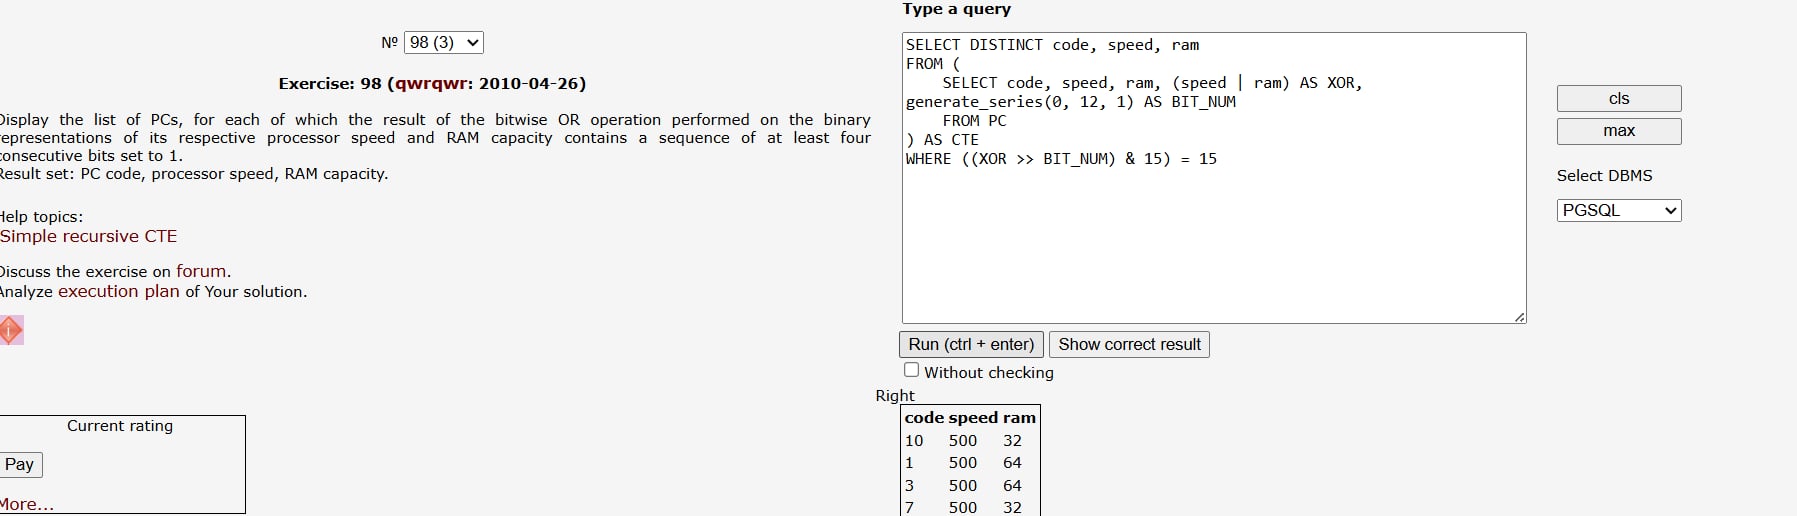 Nº 98 (3)
Exercise: 98 (qwrqwr: 2010-04-26)
Display the list of PCs, for each of which the result of the bitwise OR operation performed on the binary
representations of its respective processor speed and RAM capacity contains a sequence of at least four
consecutive bits set to 1.
Result set: PC code, processor speed, RAM capacity.
Help topics:
Simple recursive CTE
Discuss the exercise on forum.
Analyze execution plan of Your solution.
Current rating
Pay
More...
Type a query
SELECT DISTINCT code, speed, ram
FROM (
    SELECT code, speed, ram, (speed | ram) AS XOR,
generate_series(0, 12, 1) AS BIT_NUM
    FROM PC
) AS CTE
WHERE ((XOR >> BIT_NUM) & 15) = 15
cls
max
Select DBMS
PGSQL
Run (ctrl + enter) Show correct result
Without checking
Right
code speed ram
10 500 32
1 500 64
3 500 64
7 500 32